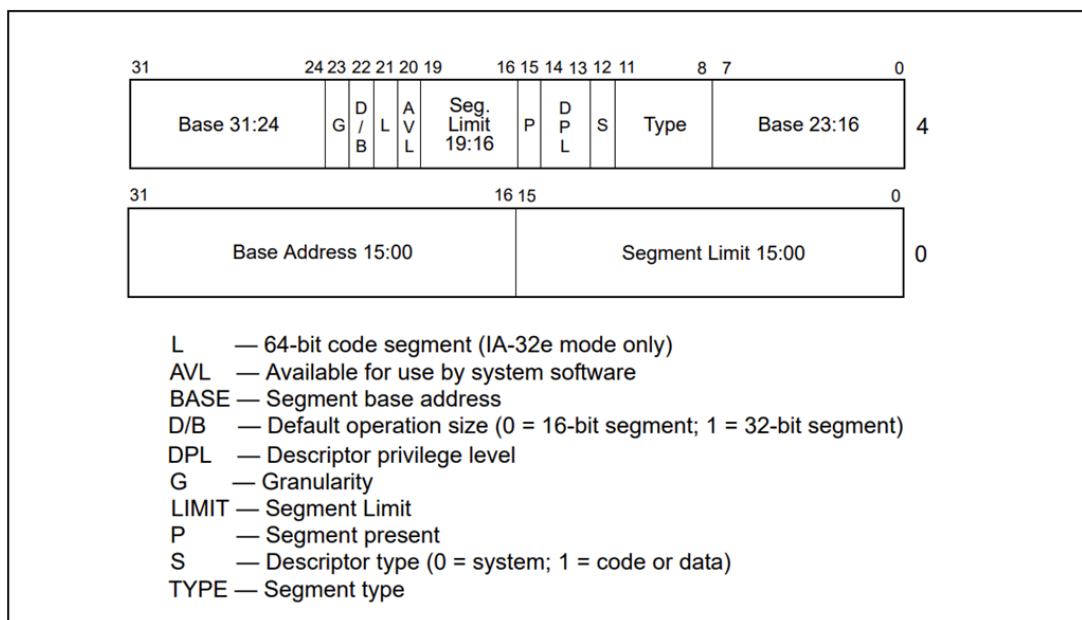 31 24 23 22 21 20 19 16 15 14 13 12 11 8 7 0
Base 31:24 G D/B L AVL Seg. Limit 19:16 P DPL S Type Base 23:16 4
31 16 15 0
Base Address 15:00 Segment Limit 15:00 0
L — 64-bit code segment (IA-32e mode only)
AVL — Available for use by system software
BASE — Segment base address
D/B — Default operation size (0 = 16-bit segment; 1 = 32-bit segment)
DPL — Descriptor privilege level
G — Granularity
LIMIT — Segment Limit
P — Segment present
S — Descriptor type (0 = system; 1 = code or data)
TYPE — Segment type